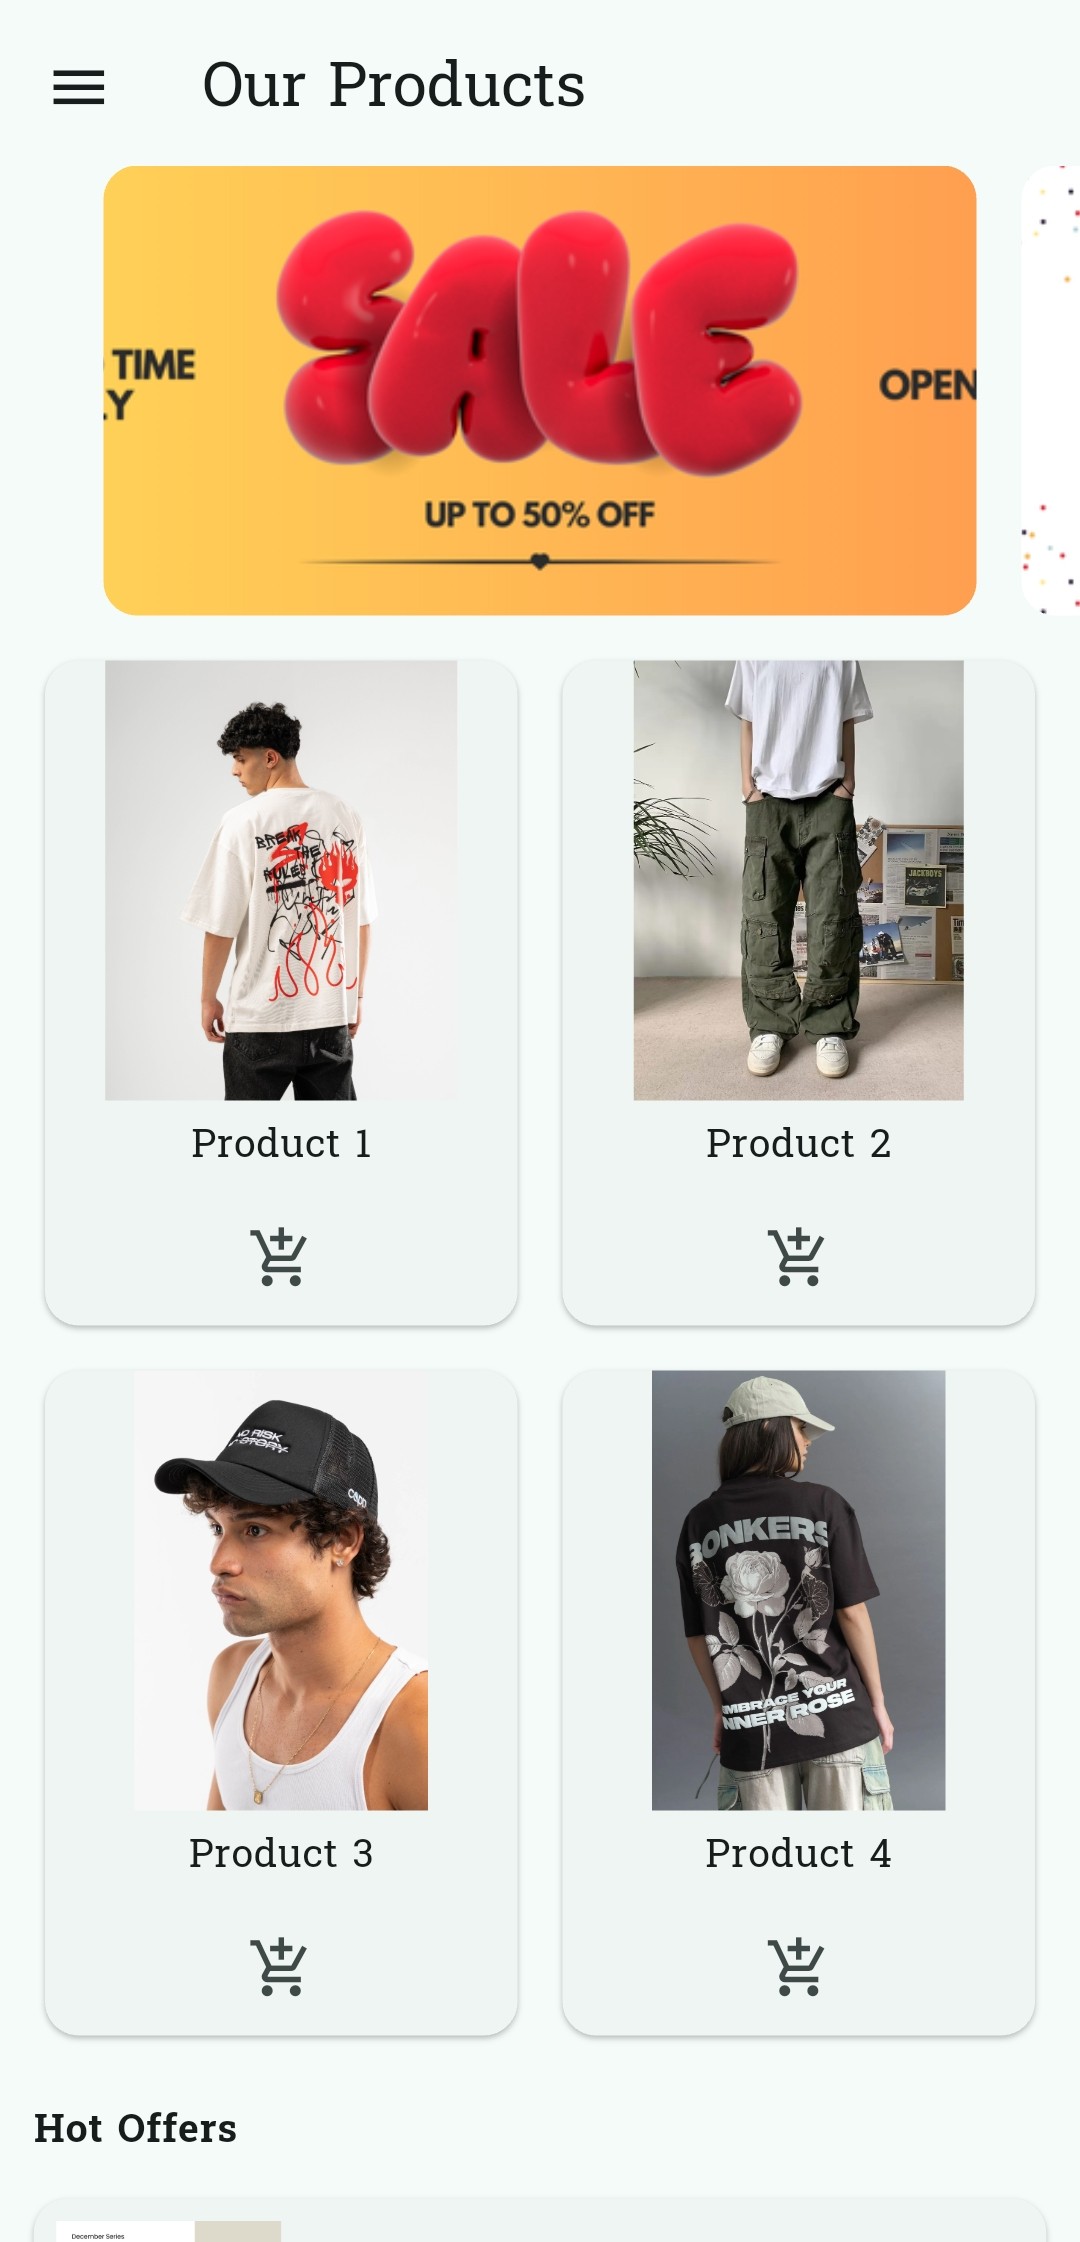 Our Products
SALE
TIME
OPEN
UP TO 50% OFF
BREAK
THE
RULES
JACKBOYS
Product 1
Product 2
NO RISK
STORY
BONKERS
EMBRACE YOUR
INNER ROSE
Product 3
Product 4
Hot Offers
December Series